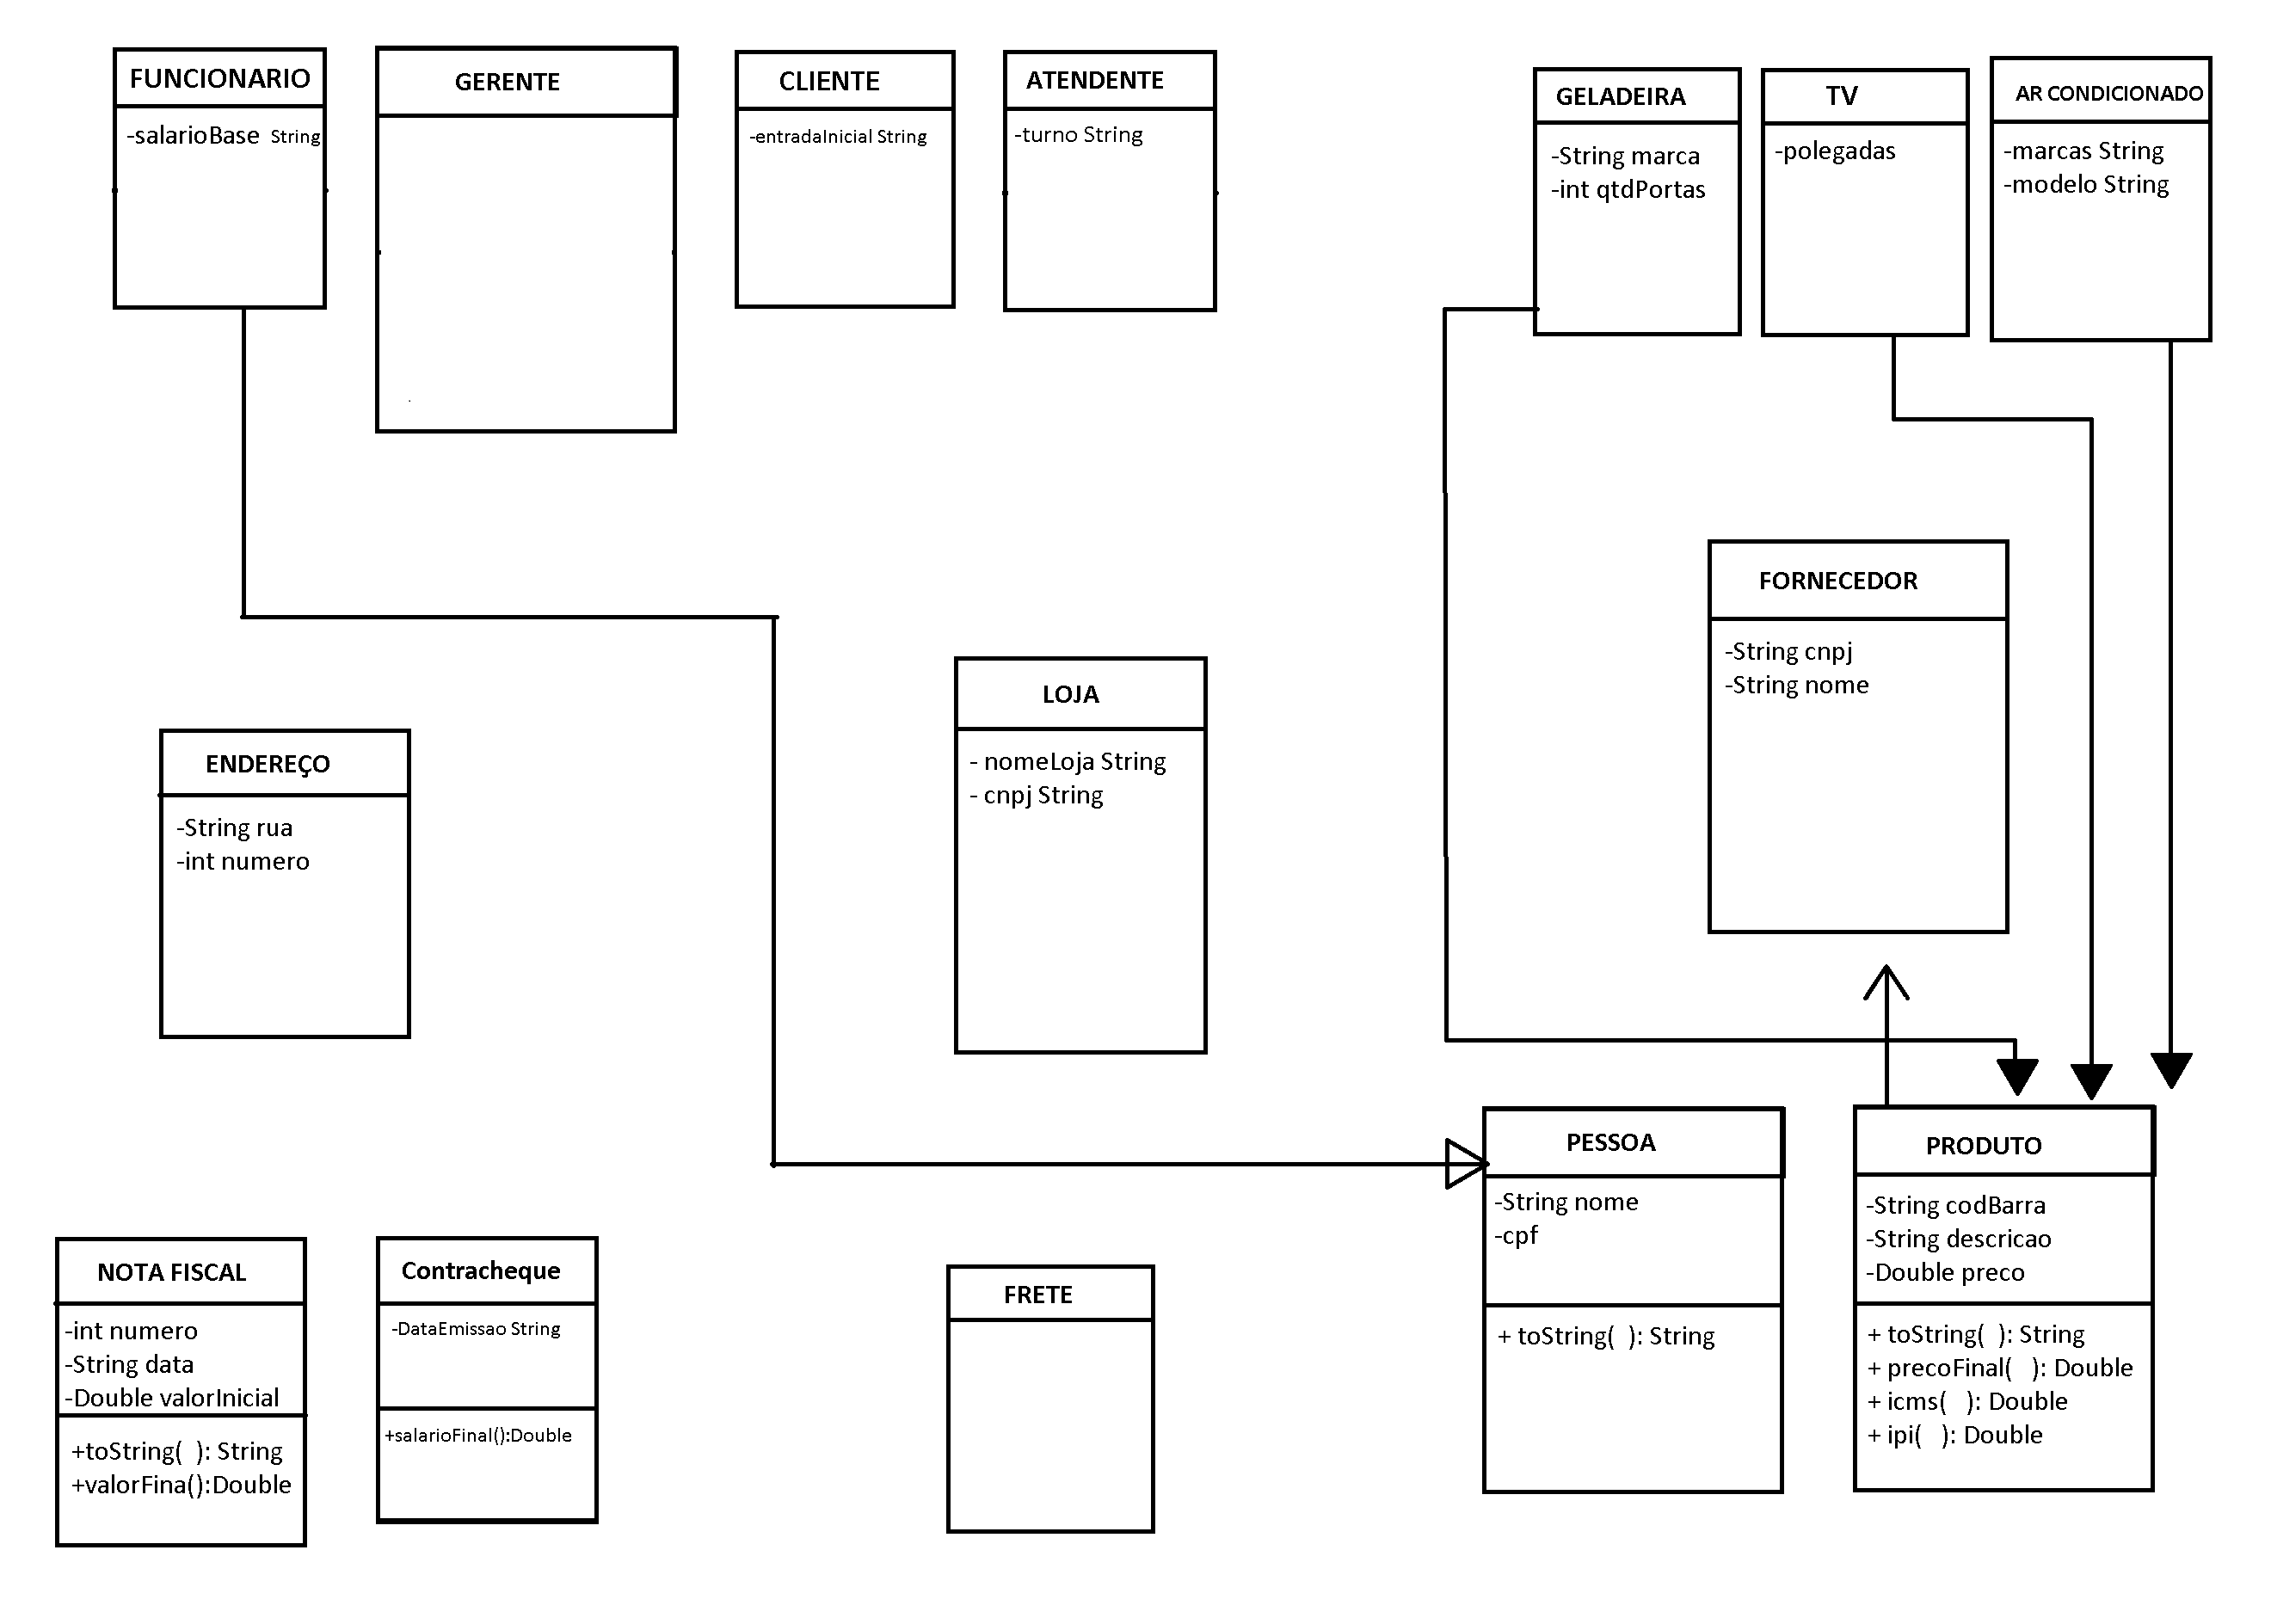 FUNCIONARIO
-salarioBase String
GERENTE
CLIENTE
-entradaInicial String
ATENDENTE
-turno String
GELADEIRA
-String marca
-int qtdPortas
TV
-polegadas
AR CONDICIONADO
-marcas String
-modelo String
FORNECEDOR
-String cnpj
-String nome
LOJA
- nomeLoja String
- cnpj String
ENDEREÇO
-String rua
-int numero
PESSOA
-String nome
-cpf
+ toString( ): String
PRODUTO
-String codBarra
-String descricao
-Double preco
+ toString( ): String
+ precoFinal( ): Double
+ icms( ): Double
+ ipi( ): Double
NOTA FISCAL
-int numero
-String data
-Double valorInicial
+toString( ): String
+valorFina():Double
Contracheque
-DataEmissao String
+salarioFinal():Double
FRETE